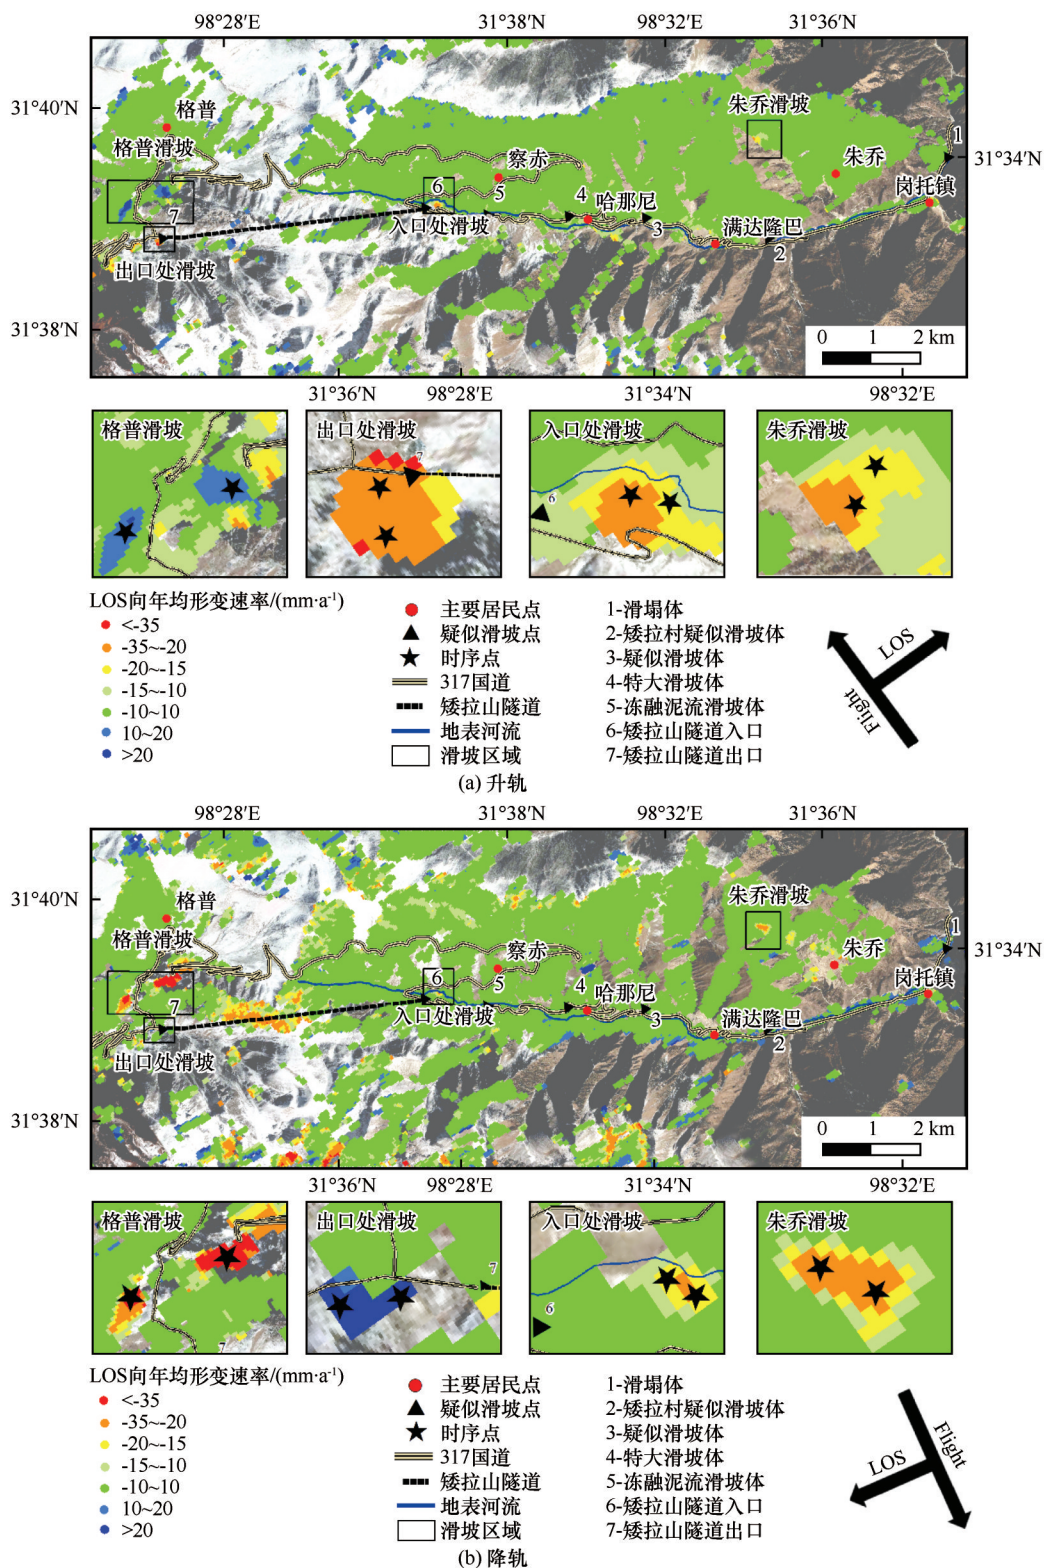 98°28′E 31°38′N 98°32′E 31°36′N
31°40′N
格普
朱乔滑坡
1
格普滑坡
察赤
朱乔
31°34′N
6
5
4
哈那尼
岗托镇
7
入口处滑坡
3
满达隆巴
2
出口处滑坡
31°38′N
0 1 2 km
31°36′N 98°28′E 31°34′N 98°32′E
格普滑坡 出口处滑坡 入口处滑坡 朱乔滑坡
7
6
LOS向年均形变速率/(mm·a⁻¹)
<-35
-35~-20
-20~-15
-15~-10
-10~10
10~20
>20
主要居民点
疑似滑坡点
时序点
317国道
矮拉山隧道
地表河流
滑坡区域
1-滑塌体
2-矮拉村疑似滑坡体
3-疑似滑坡体
4-特大滑坡体
5-冻融泥流滑坡体
6-矮拉山隧道入口
7-矮拉山隧道出口
LOS
Flight
(a) 升轨
98°28′E 31°38′N 98°32′E 31°36′N
31°40′N
格普
朱乔滑坡
1
格普滑坡
察赤
朱乔
31°34′N
6
5
4
哈那尼
岗托镇
7
入口处滑坡
3
满达隆巴
2
出口处滑坡
31°38′N
0 1 2 km
31°36′N 98°28′E 31°34′N 98°32′E
格普滑坡 出口处滑坡 入口处滑坡 朱乔滑坡
7
7
6
LOS向年均形变速率/(mm·a⁻¹)
<-35
-35~-20
-20~-15
-15~-10
-10~10
10~20
>20
主要居民点
疑似滑坡点
时序点
317国道
矮拉山隧道
地表河流
滑坡区域
1-滑塌体
2-矮拉村疑似滑坡体
3-疑似滑坡体
4-特大滑坡体
5-冻融泥流滑坡体
6-矮拉山隧道入口
7-矮拉山隧道出口
Flight
LOS
(b) 降轨